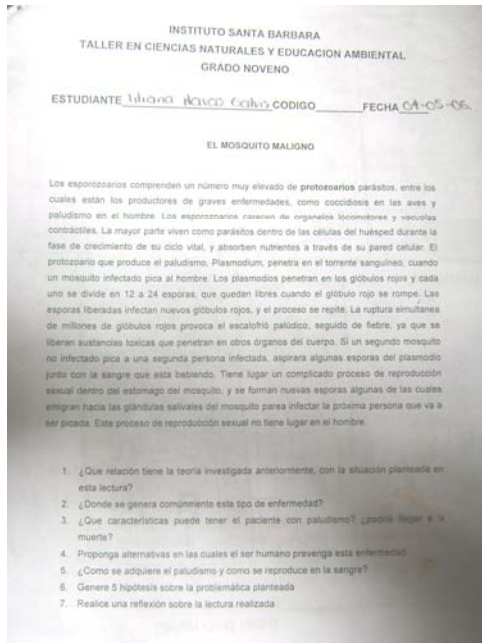 INSTITUTO SANTA BARBARA
TALLER EN CIENCIAS NATURALES Y EDUCACION AMBIENTAL
GRADO NOVENO
ESTUDIANTE CODIGO FECHA 04-05-06.
EL MOSQUITO MALIGNO
Los esporozoarios comprenden un número muy elevado de protozoarios parásitos, entre los
cuales están los productores de graves enfermedades, como coccidiosis en las aves y
paludismo en el hombre. Los esporozoarios carecen de organelos locomotores y vacuolas
contráctiles. La mayor parte viven como parásitos dentro de las células del huésped durante la
fase de crecimiento de su ciclo vital, y absorben nutrientes a través de su pared celular. El
protozoario que produce el paludismo, Plasmodium, penetra en el torrente sanguíneo, cuando
un mosquito infectado pica al hombre. Los plasmodios penetran en los glóbulos rojos y cada
uno se divide en 12 a 24 esporas, que quedan libres cuando el glóbulo rojo se rompe. Las
esporas liberadas infectan nuevos glóbulos rojos, y el proceso se repite. La ruptura simultanea
de millones de glóbulos rojos provoca el escalofrió palúdico, seguido de fiebre, ya que se
liberan sustancias toxicas que penetran en otros órganos del cuerpo. Si un segundo mosquito
no infectado pica a una segunda persona infectada, aspirara algunas esporas del plasmodio
junto con la sangre que esta bebiendo. Tiene lugar un complicado proceso de reproducción
sexual dentro del estomago del mosquito, y se forman nuevas esporas algunas de las cuales
emigran hacia las glándulas salivales del mosquito parea infectar la próxima persona que va a
ser picada. Este proceso de reproducción sexual no tiene lugar en el hombre.
1. ¿Que relación tiene la teoría investigada anteriormente, con la situación planteada en
esta lectura?
2. ¿Donde se genera comúnmente este tipo de enfermedad?
3. ¿Que características puede tener el paciente con paludismo? ¿podría llegar a la
muerte?
4. Proponga alternativas en las cuales el ser humano prevenga esta enfermedad
5. ¿Como se adquiere el paludismo y como se reproduce en la sangre?
6. Genere 5 hipótesis sobre la problemática planteada
7. Realice una reflexión sobre la lectura realizada